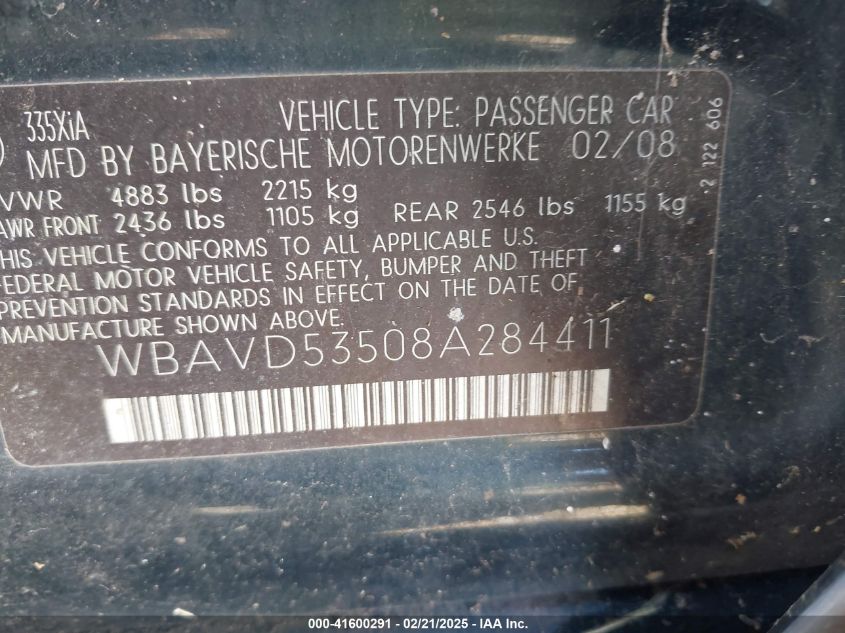 335XiA VEHICLE TYPE: PASSENGER CAR
MFD BY BAYERISCHE MOTORENWERKE 02/08
VWR 4883 lbs 2215 kg
AWR FRONT 2436 lbs 1105 kg REAR 2546 lbs 1155 kg
THIS VEHICLE CONFORMS TO ALL APPLICABLE U.S.
FEDERAL MOTOR VEHICLE SAFETY, BUMPER AND THEFT
PREVENTION STANDARDS IN EFFECT ON THE DATE OF
MANUFACTURE SHOWN ABOVE.
WBAVD53508A284411
2 122 606
000-41600291 - 02/21/2025 - IAA Inc.